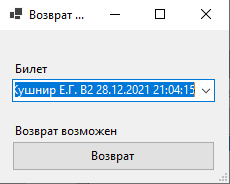 Возврат ...
Билет
Кушнир Е.Г. В2 28.12.2021 21:04:15
Возврат возможен
Возврат